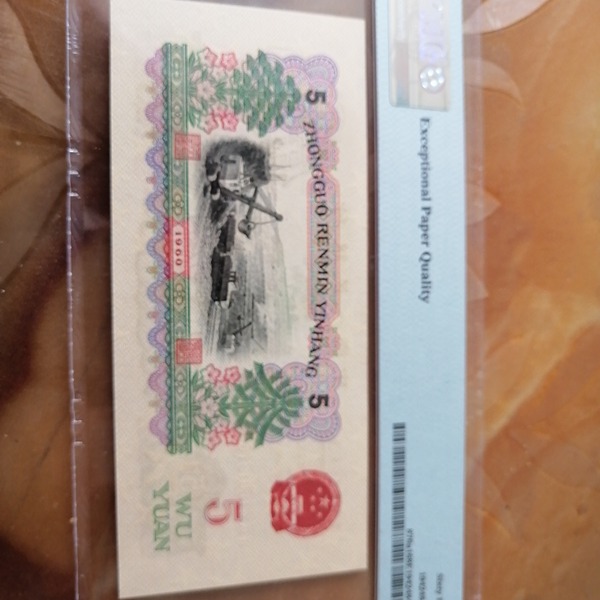 Exceptional Paper Quality
5
ZHONGGUO RENMIN YINHANG
5
1960
5
WU
YUAN